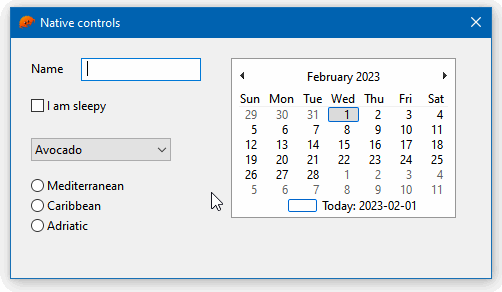 Native controls
Name
I am sleepy
Avocado
Mediterranean
Caribbean
Adriatic
February 2023
Sun Mon Tue Wed Thu Fri Sat
29 30 31 1 2 3 4
5 6 7 8 9 10 11
12 13 14 15 16 17 18
19 20 21 22 23 24 25
26 27 28 1 2 3 4
5 6 7 8 9 10 11
Today: 2023-02-01